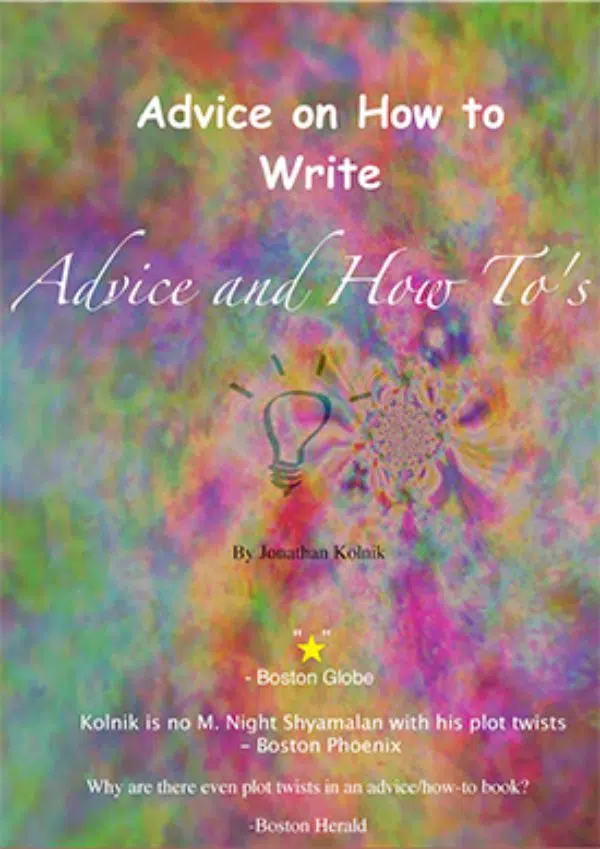 Advice on How to
Write
Advice and How To's
By Jonathan Kolnik
"⭐"
- Boston Globe
Kolnik is no M. Night Shyamalan with his plot twists
– Boston Phoenix
Why are there even plot twists in an advice/how-to book?
-Boston Herald